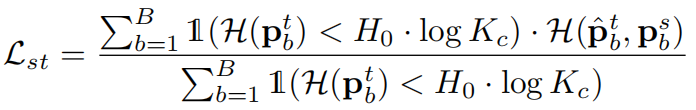 \mathcal{L}_{st} = \frac{\sum_{b=1}^{B} \mathbb{1}(\mathcal{H}(\mathbf{p}_b^t) < H_0 \cdot \log K_c) \cdot \mathcal{H}(\hat{\mathbf{p}}_b^t, \mathbf{p}_b^s)}{\sum_{b=1}^{B} \mathbb{1}(\mathcal{H}(\mathbf{p}_b^t) < H_0 \cdot \log K_c)}